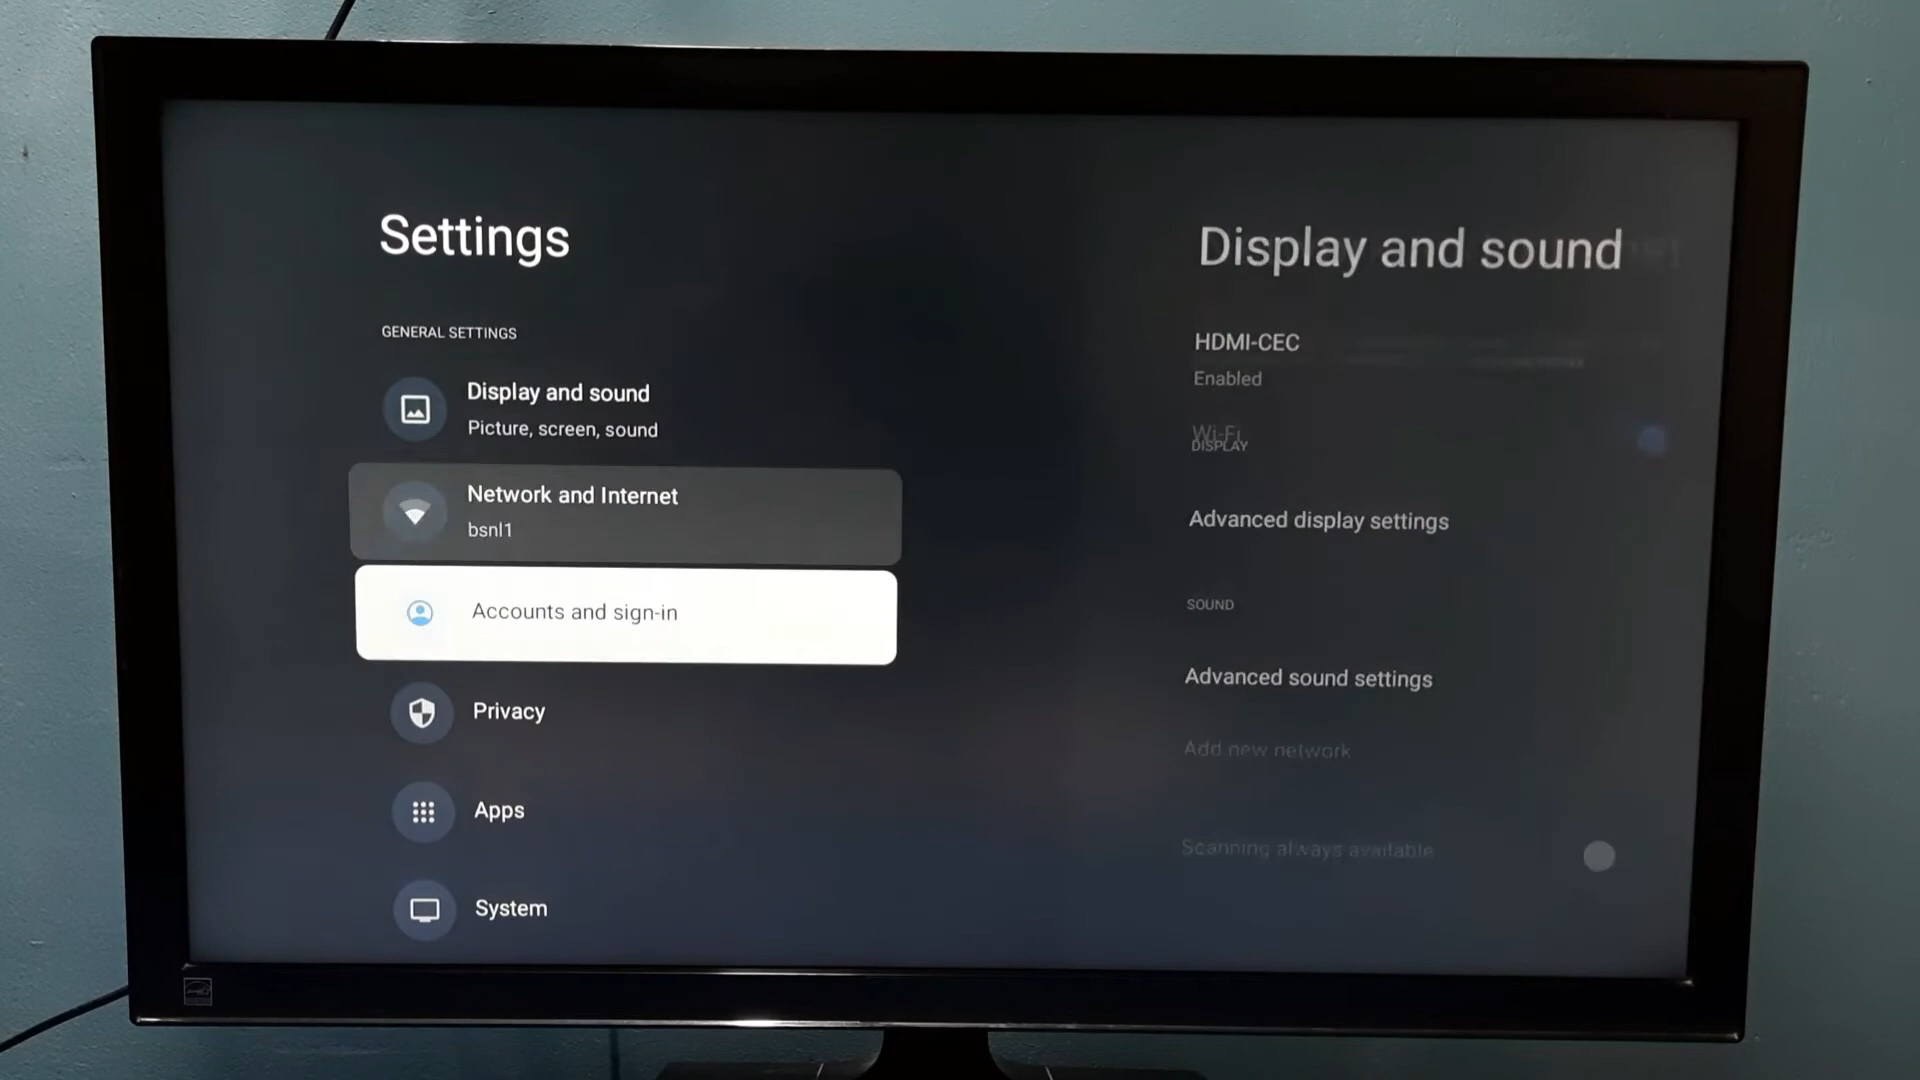 Settings
GENERAL SETTINGS
Display and sound
Picture, screen, sound
Network and Internet
bsnl1
Accounts and sign-in
Privacy
Apps
System
Display and sound
HDMI-CEC
Enabled
Wi-Fi
DISPLAY
Advanced display settings
SOUND
Advanced sound settings
Add new network
Scanning always available